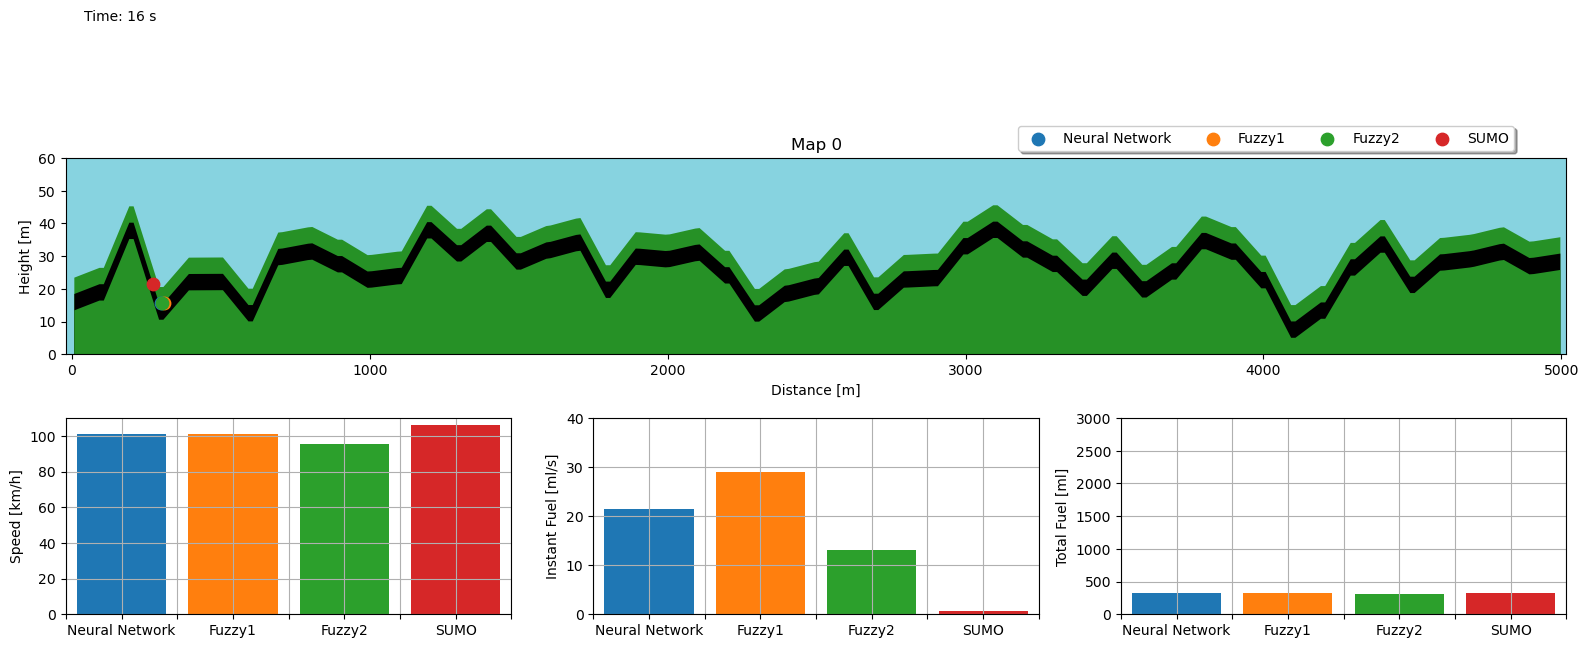 Time: 16 s
Neural Network Fuzzy1 Fuzzy2 SUMO
Map 0
Height [m]
60
50
40
30
20
10
0
0 1000 2000 3000 4000 5000
Distance [m]
Speed [km/h]
100
80
60
40
20
0
Neural Network Fuzzy1 Fuzzy2 SUMO
Instant Fuel [ml/s]
40
30
20
10
0
Neural Network Fuzzy1 Fuzzy2 SUMO
Total Fuel [ml]
3000
2500
2000
1500
1000
500
0
Neural Network Fuzzy1 Fuzzy2 SUMO